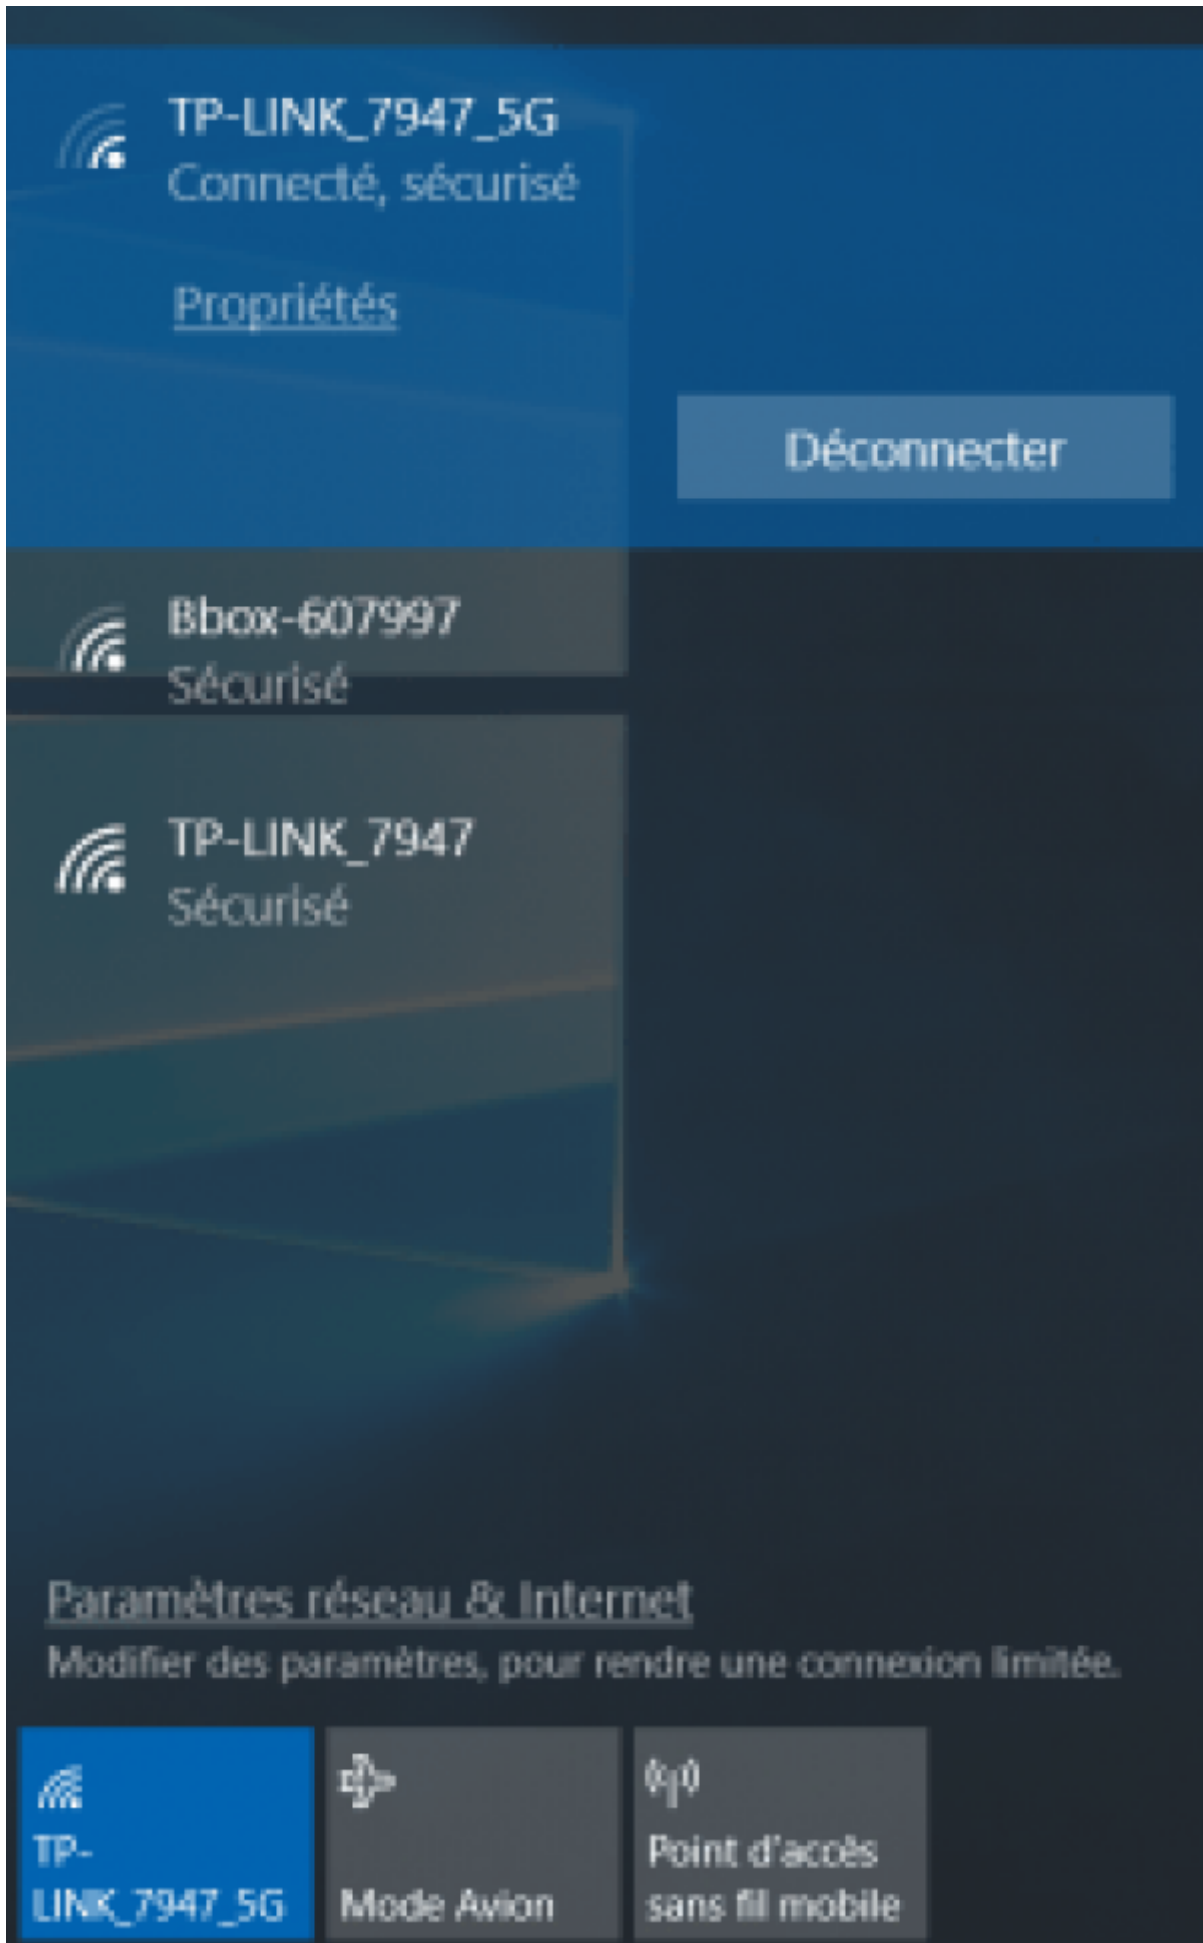 TP-LINK_7947_5G
Connecté, sécurisé
Propriétés
Déconnecter
Bbox-607997
Sécurisé
TP-LINK_7947
Sécurisé
Paramètres réseau & Internet
Modifier des paramètres, pour rendre une connexion limitée.
TP-
LINK_7947_5G
Mode Avion
Point d'accès
sans fil mobile